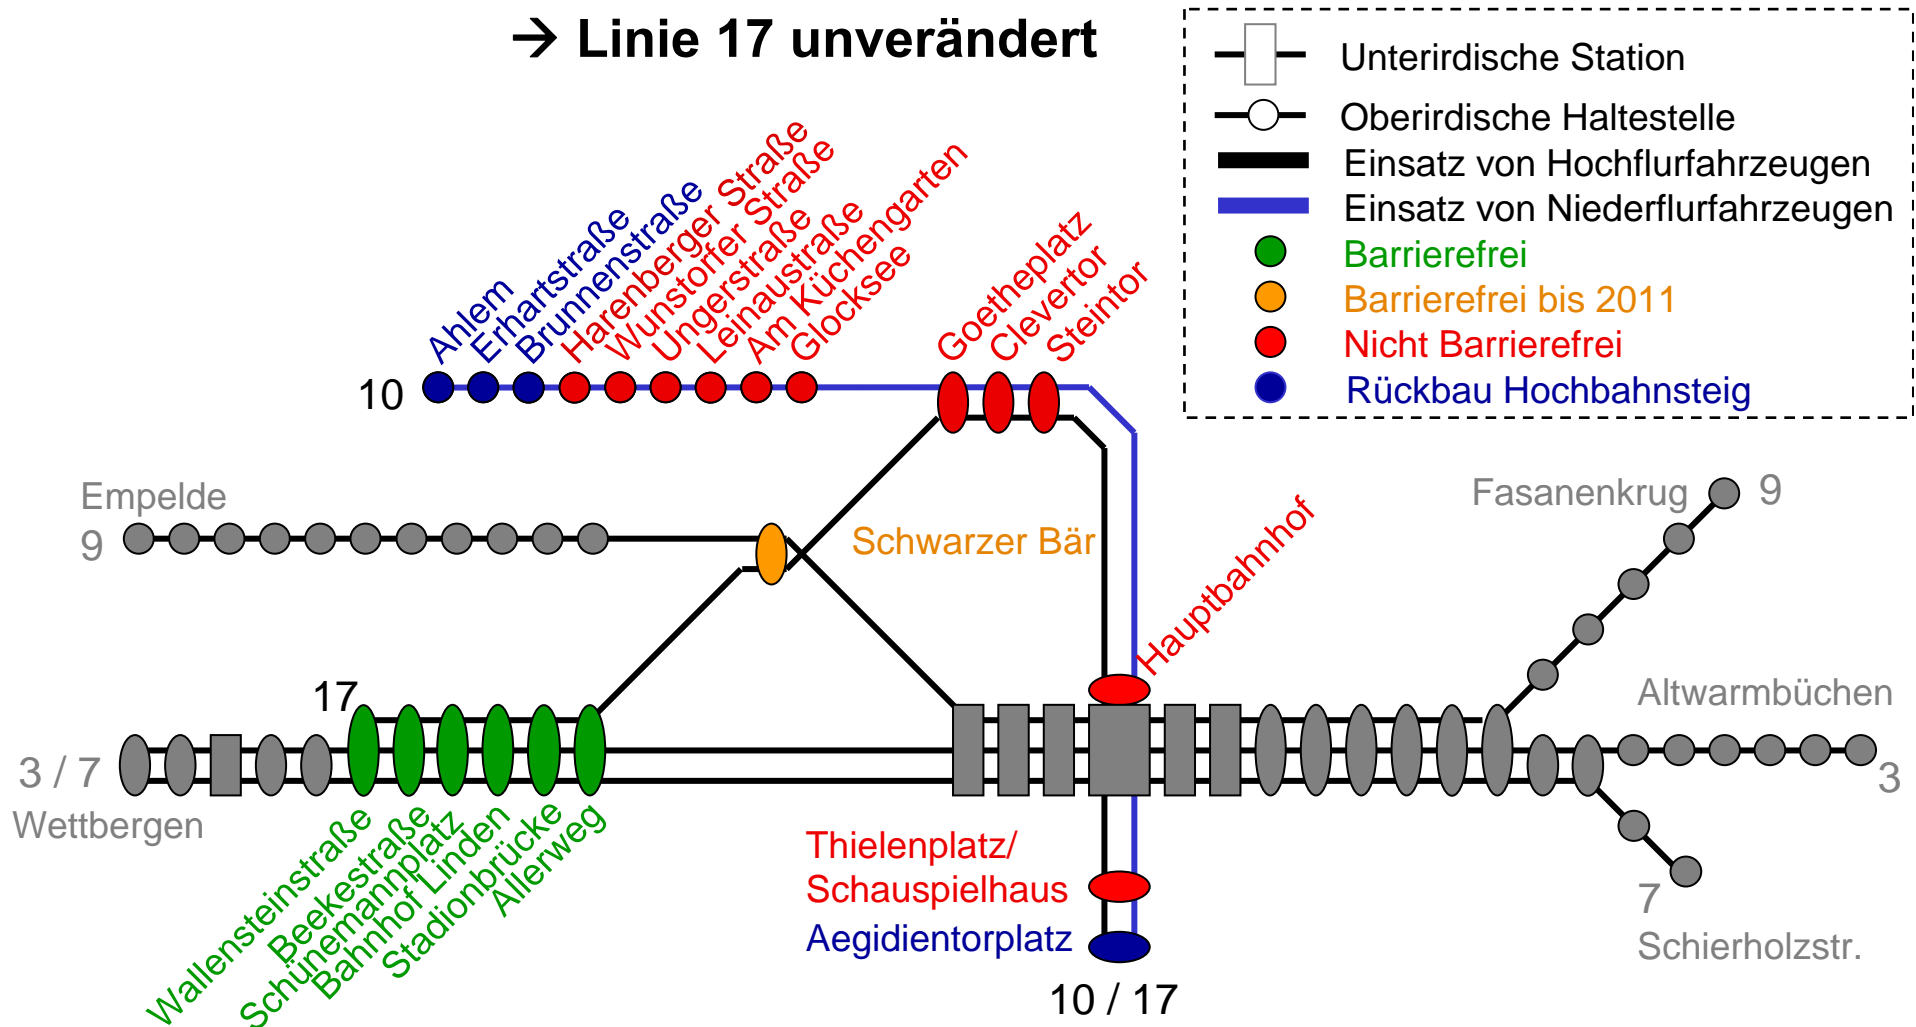 → Linie 17 unverändert
Unterirdische Station
Oberirdische Haltestelle
Einsatz von Hochflurfahrzeugen
Einsatz von Niederflurfahrzeugen
Barrierefrei
Barrierefrei bis 2011
Nicht Barrierefrei
Rückbau Hochbahnsteig
Ahlem
Erhartstraße
Brunnenstraße
Harenberger Straße
Wunstorfer Straße
Ungerstraße
Leinaustraße
Am Küchengarten
Glocksee
Goetheplatz
Clevertor
Steintor
10
Empelde
9
Schwarzer Bär
Hauptbahnhof
Fasanenkrug
9
17
Altwarmbüchen
3
3 / 7
Wettbergen
Wallensteinstraße
Beekestraße
Schünemannplatz
Bahnhof Linden
Stadionbrücke
Allerweg
Thielenplatz/
Schauspielhaus
Aegidientorplatz
10 / 17
7
Schierholzstr.